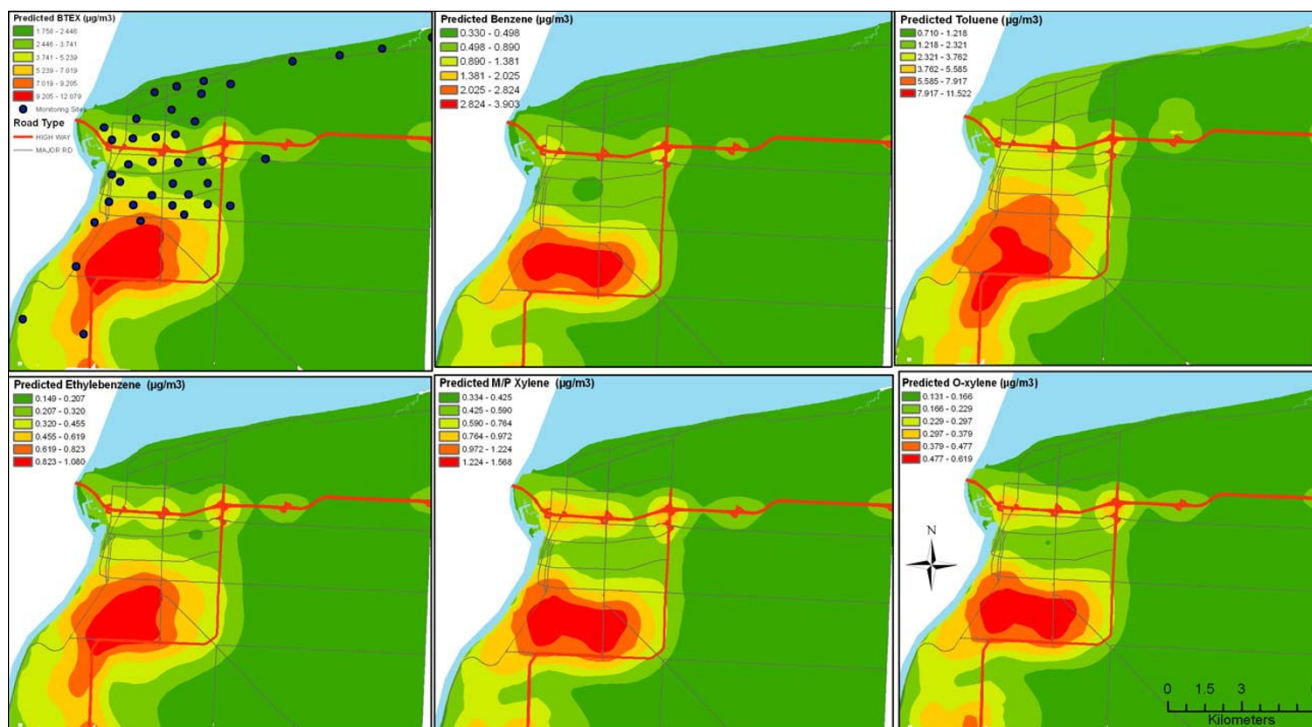 Predicted BTEX (µg/m3)
1.758 - 2.446
2.446 - 3.741
3.741 - 5.239
5.239 - 7.019
7.019 - 9.205
9.205 - 12.079
Monitoring Sites
Road Type
HIGH WAY
MAJOR RD
Predicted Benzene (µg/m3)
0.330 - 0.498
0.498 - 0.890
0.890 - 1.381
1.381 - 2.025
2.025 - 2.824
2.824 - 3.903
Predicted Toluene (µg/m3)
0.710 - 1.218
1.218 - 2.321
2.321 - 3.762
3.762 - 5.585
5.585 - 7.917
7.917 - 11.522
Predicted Ethylebenzene (µg/m3)
0.149 - 0.207
0.207 - 0.320
0.320 - 0.455
0.455 - 0.619
0.619 - 0.823
0.823 - 1.080
Predicted M/P Xylene (µg/m3)
0.334 - 0.425
0.425 - 0.590
0.590 - 0.764
0.764 - 0.972
0.972 - 1.224
1.224 - 1.568
Predicted O-xylene (µg/m3)
0.131 - 0.166
0.166 - 0.229
0.229 - 0.297
0.297 - 0.379
0.379 - 0.477
0.477 - 0.619
N
0 1.5 3
Kilometers